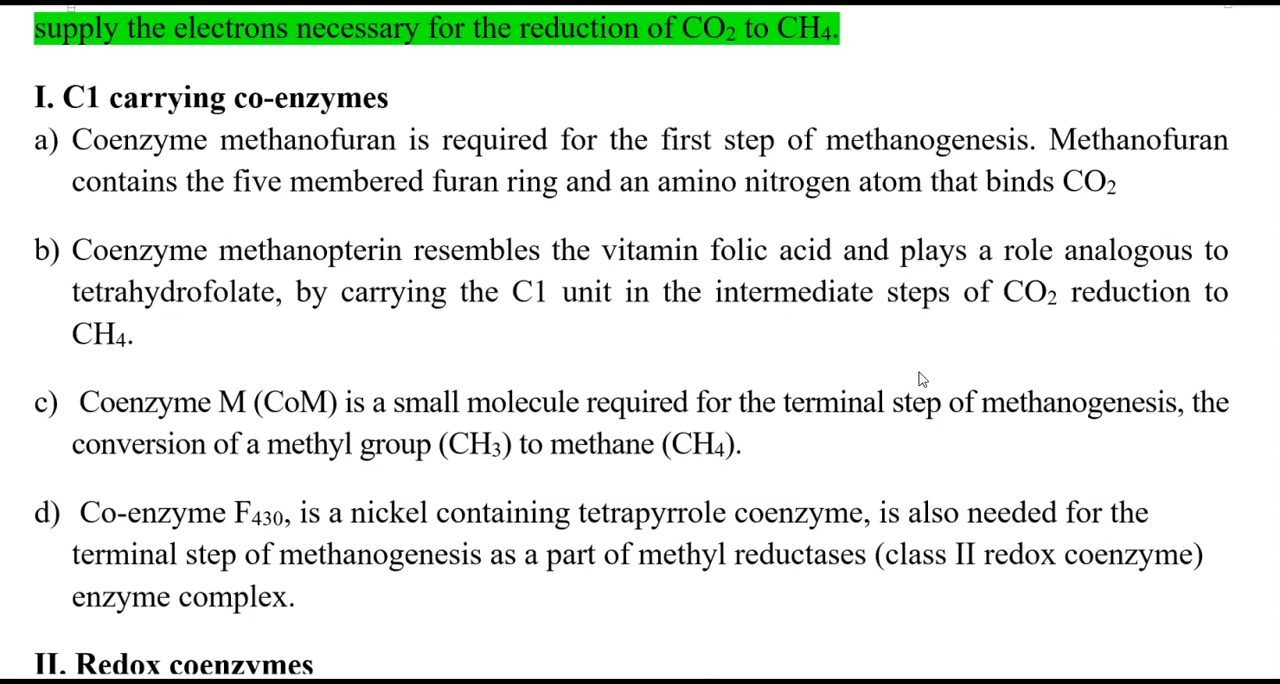 supply the electrons necessary for the reduction of CO₂ to CH₄.
I. C1 carrying co-enzymes
a) Coenzyme methanofuran is required for the first step of methanogenesis. Methanofuran
contains the five membered furan ring and an amino nitrogen atom that binds CO₂
b) Coenzyme methanopterin resembles the vitamin folic acid and plays a role analogous to
tetrahydrofolate, by carrying the C1 unit in the intermediate steps of CO₂ reduction to
CH₄.
c) Coenzyme M (CoM) is a small molecule required for the terminal step of methanogenesis, the
conversion of a methyl group (CH₃) to methane (CH₄).
d) Co-enzyme F₄₃₀, is a nickel containing tetrapyrrole coenzyme, is also needed for the
terminal step of methanogenesis as a part of methyl reductases (class II redox coenzyme)
enzyme complex.
II. Redox coenzymes